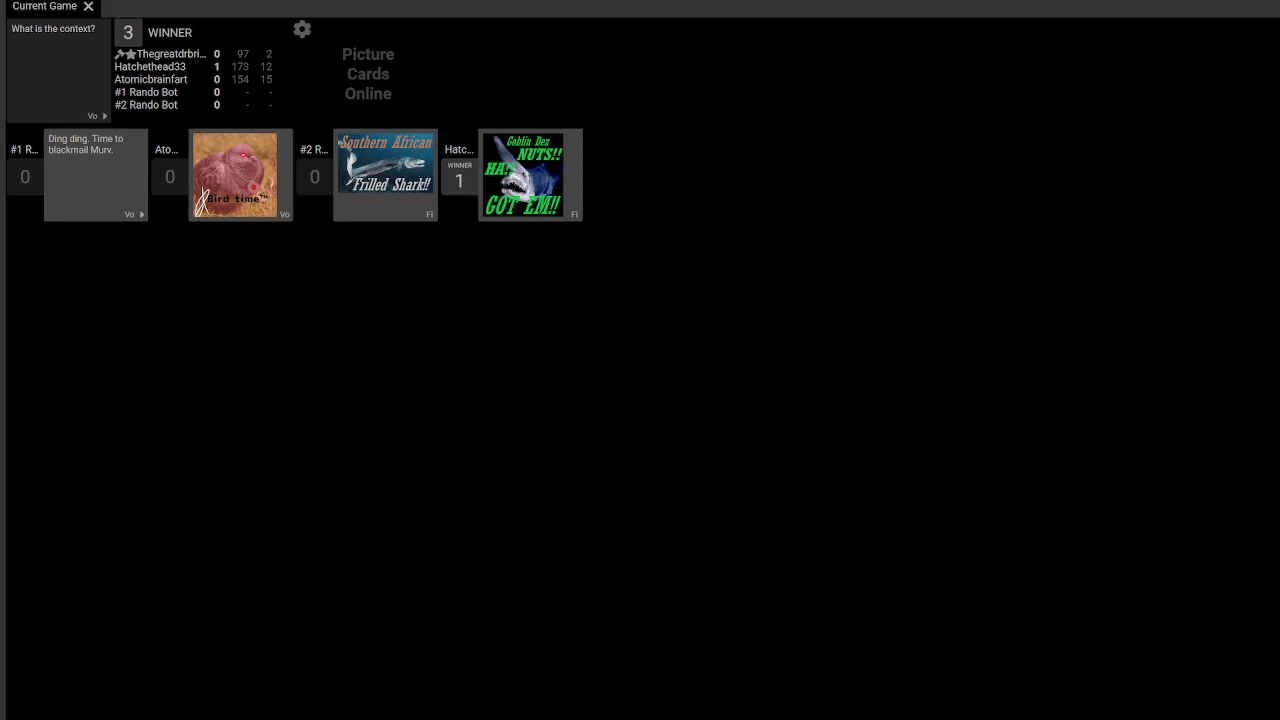 Current Game
What is the context?
Vo
3 WINNER
Thegreatdrbri... 0 97 2
Hatchethead33 1 173 12
Atomicbrainfart 0 154 15
#1 Rando Bot 0 - -
#2 Rando Bot 0 - -
Picture
Cards
Online
#1 R...
0
Ding ding. Time to
blackmail Murv.
Vo
Ato...
0
Bird time™
Vo
#2 R...
0
Southern African
Frilled Shark!!
Fi
Hatc...
WINNER
1
Goblin Dez
NUTS!!
HA!!
GOT EM!!
Fi